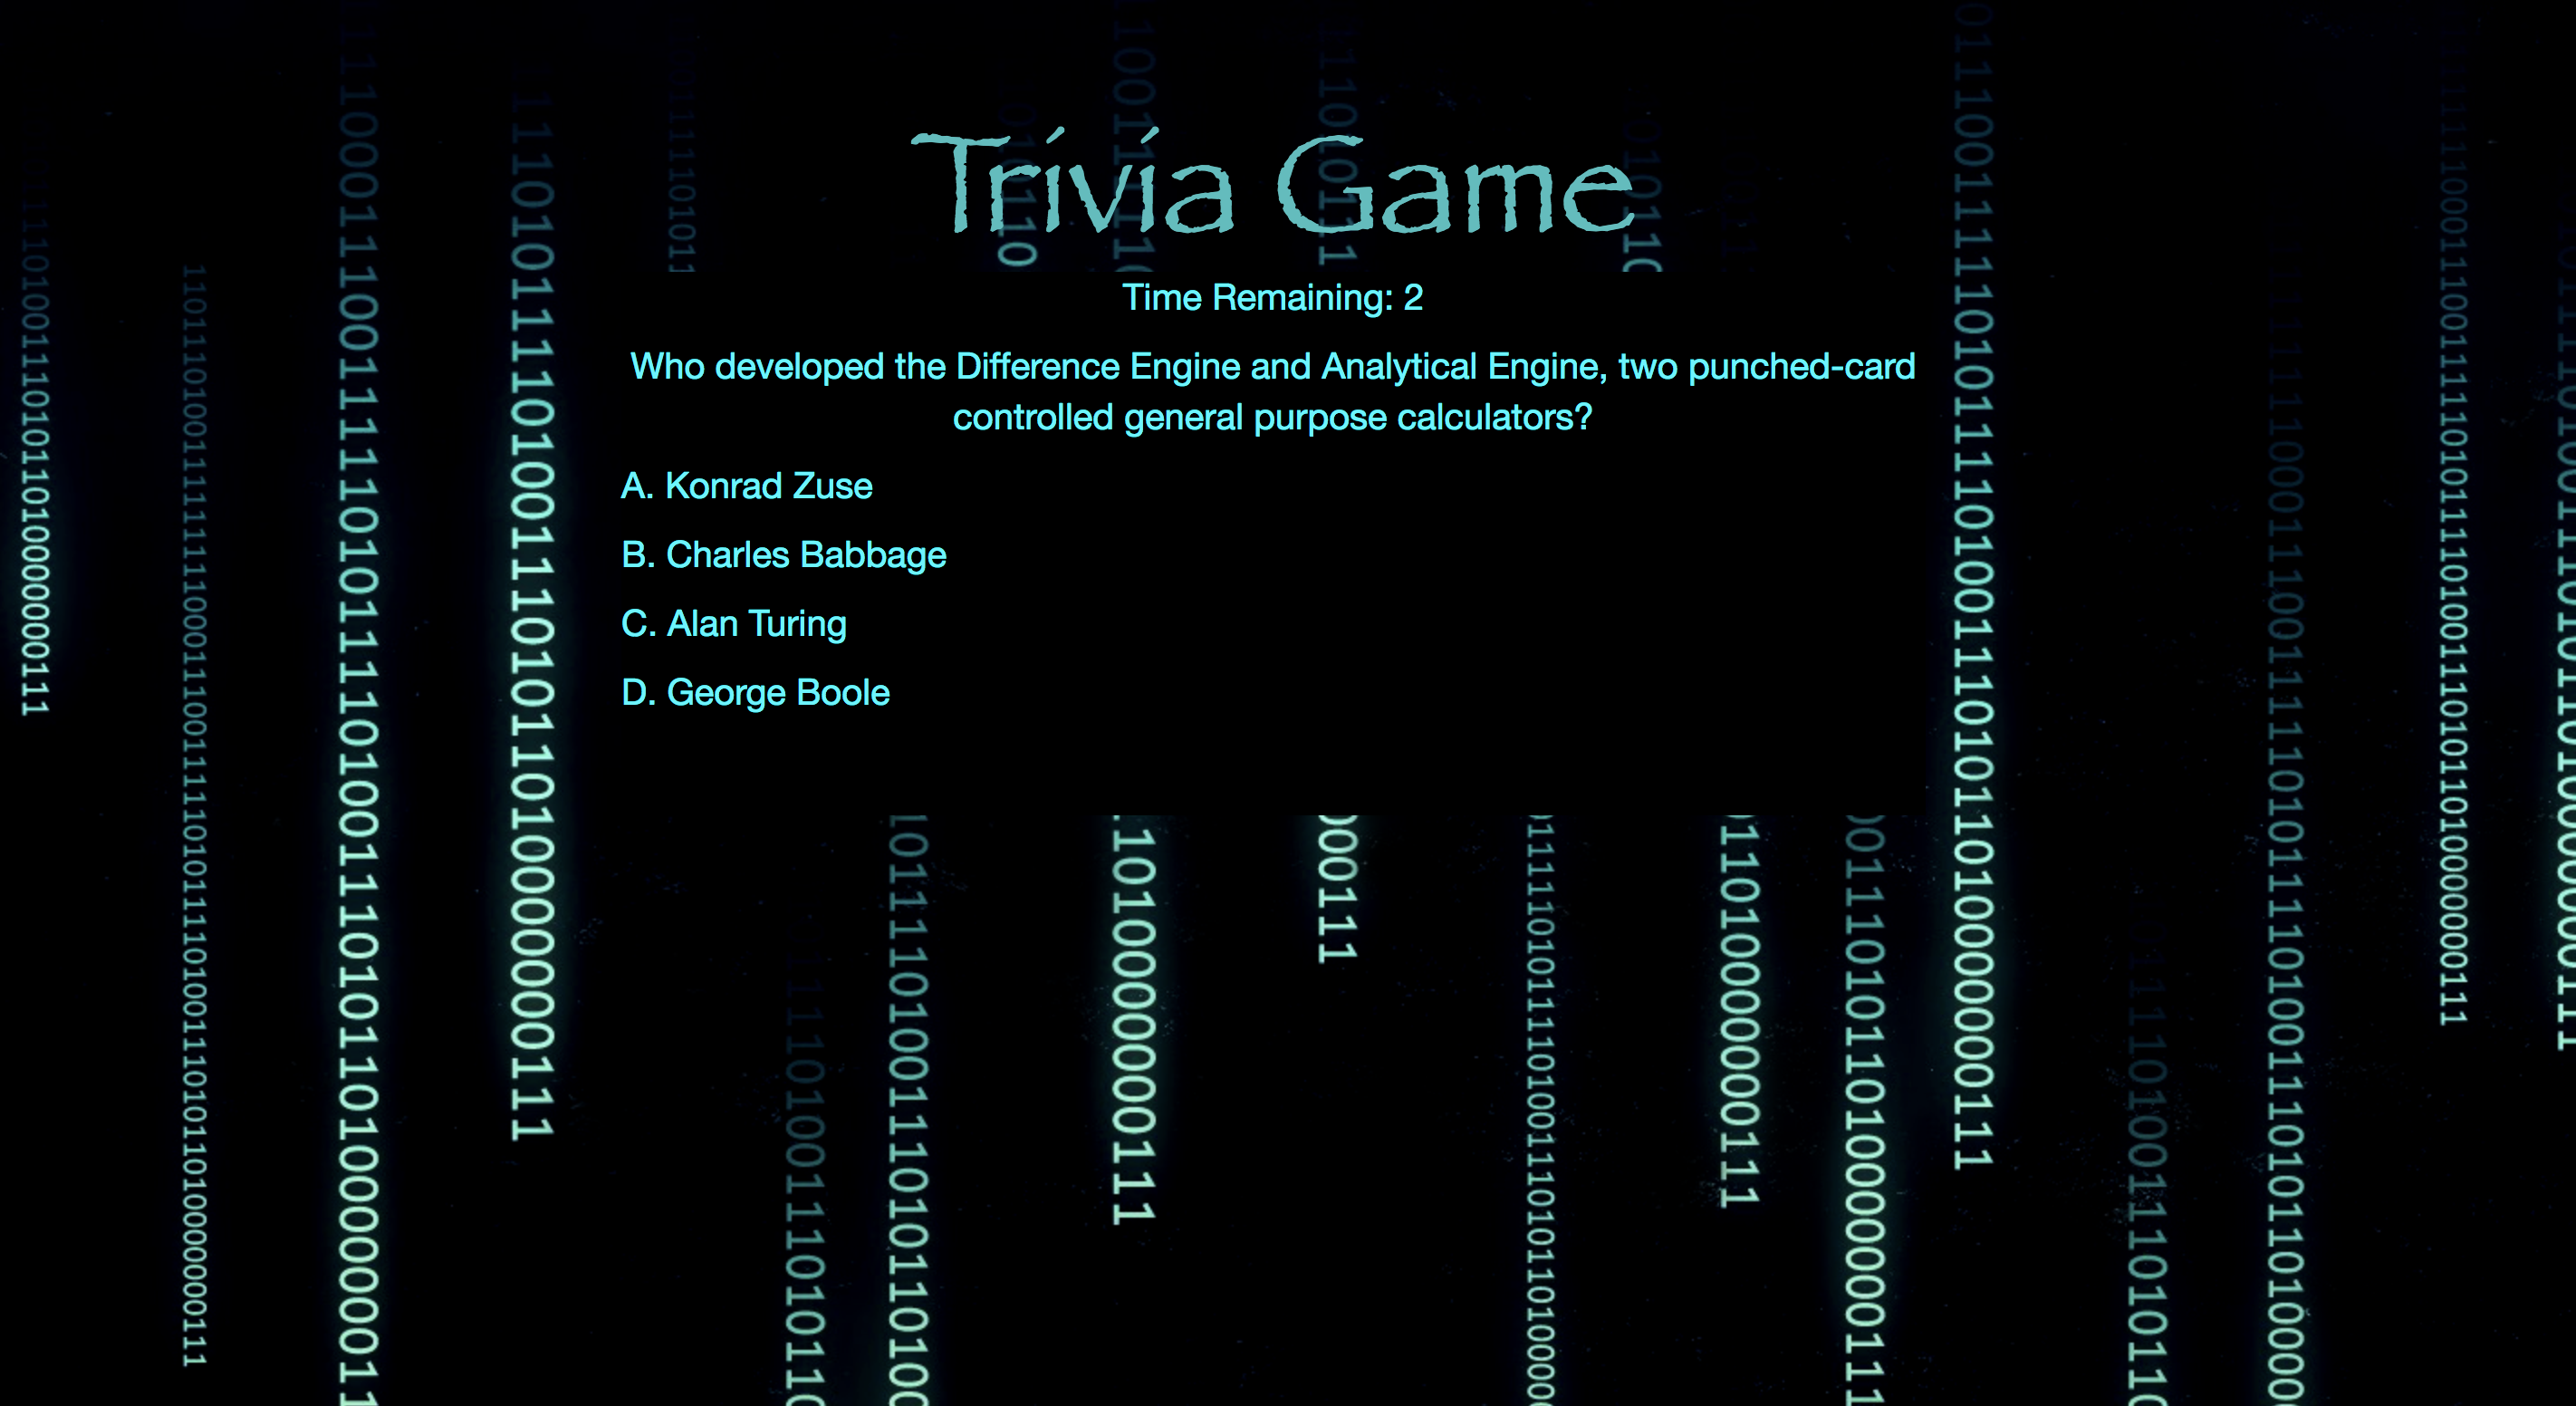 Trivia Game
Time Remaining: 2
Who developed the Difference Engine and Analytical Engine, two punched-card
controlled general purpose calculators?
A. Konrad Zuse
B. Charles Babbage
C. Alan Turing
D. George Boole